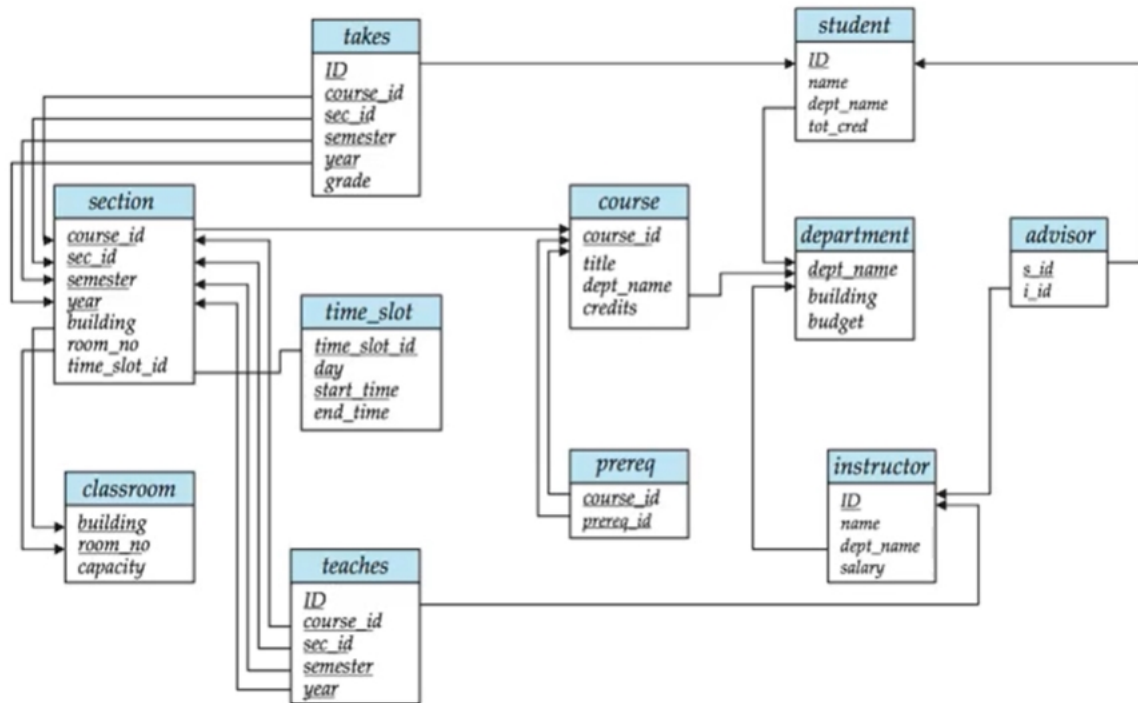 takes
ID
course_id
sec_id
semester
year
grade
student
ID
name
dept_name
tot_cred
section
course_id
sec_id
semester
year
building
room_no
time_slot_id
course
course_id
title
dept_name
credits
department
dept_name
building
budget
advisor
s_id
i_id
time_slot
time_slot_id
day
start_time
end_time
classroom
building
room_no
capacity
prereq
course_id
prereq_id
instructor
ID
name
dept_name
salary
teaches
ID
course_id
sec_id
semester
year